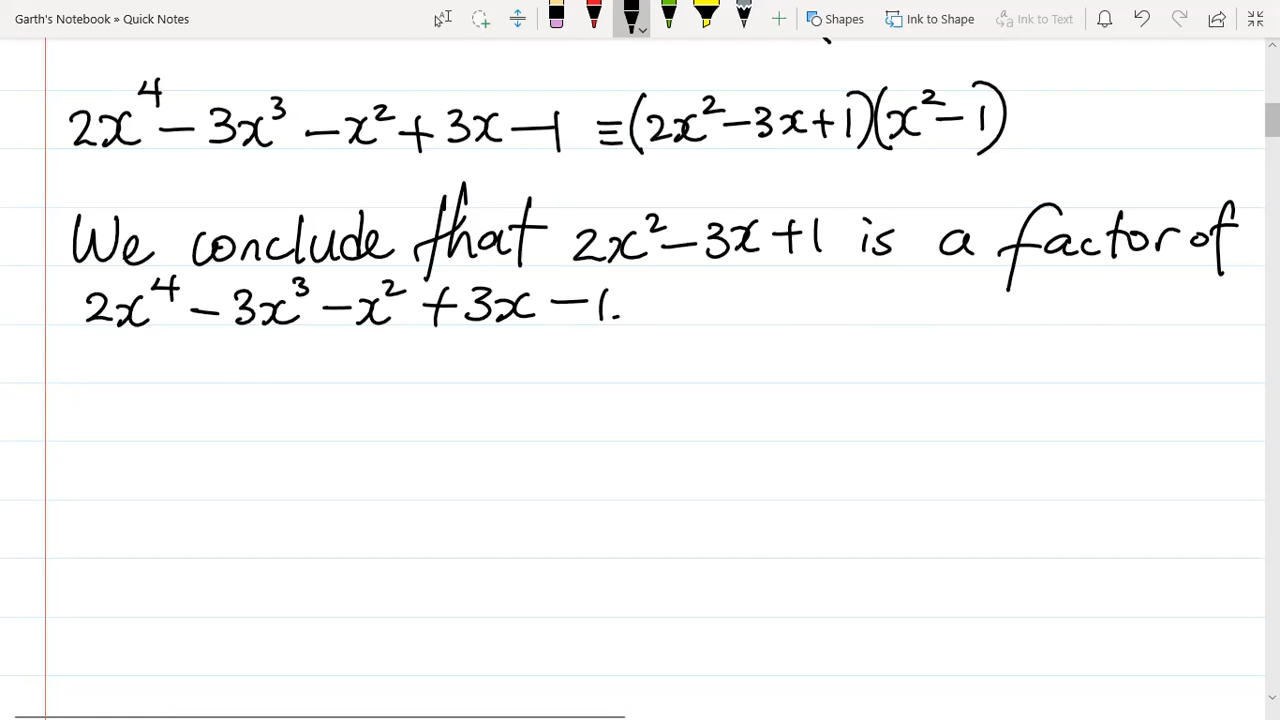 Garth's Notebook » Quick Notes
Shapes
Ink to Shape
Ink to Text
2x⁴ − 3x³ − x² + 3x − 1 ≡ (2x² − 3x + 1)(x² − 1)
We conclude that 2x² − 3x + 1 is a factor of
2x⁴ − 3x³ − x² + 3x − 1.